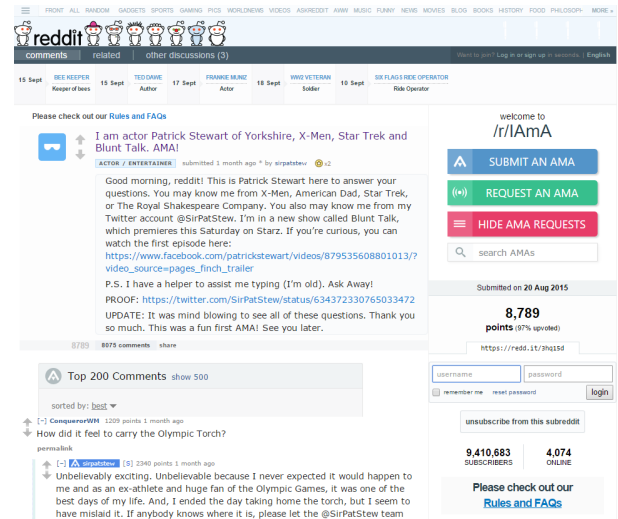 FRONT ALL RANDOM GADGETS SPORTS GAMING PICS WORLDNEWS VIDEOS ASKREDDIT AWW MUSIC FUNNY NEWS MOVIES BLOG BOOKS HISTORY FOOD PHILOSOPH MORE »
reddit
comments related other discussions (3)
Want to join? Log in or sign up in seconds. | English
15 Sept BEE KEEPER Keeper of bees
15 Sept TED DAWE Author
17 Sept FRANKIE MUNIZ Actor
18 Sept WW2 VETERAN Soldier
10 Sept SIX FLAGS RIDE OPERATOR Ride Operator
Please check out our Rules and FAQs
I am actor Patrick Stewart of Yorkshire, X-Men, Star Trek and
Blunt Talk. AMA!
ACTOR / ENTERTAINER submitted 1 month ago * by sirpatstew x2
Good morning, reddit! This is Patrick Stewart here to answer your
questions. You may know me from X-Men, American Dad, Star Trek,
or The Royal Shakespeare Company. You also may know me from my
Twitter account @SirPatStew. I'm in a new show called Blunt Talk,
which premieres this Saturday on Starz. If you're curious, you can
watch the first episode here:
https://www.facebook.com/patrickstewart/videos/879535608801013/?
video_source=pages_finch_trailer
P.S. I have a helper to assist me typing (I'm old). Ask Away!
PROOF: https://twitter.com/SirPatStew/status/634372330765033472
UPDATE: It was mind blowing to see all of these questions. Thank you
so much. This was a fun first AMA! See you later.
8789 8075 comments share
Top 200 Comments show 500
sorted by: best
[-] ConquerorWM 1209 points 1 month ago
How did it feel to carry the Olympic Torch?
permalink
[-] sirpatstew [S] 2340 points 1 month ago
Unbelievably exciting. Unbelievable because I never expected it would happen to
me and as an ex-athlete and huge fan of the Olympic Games, it was one of the
best days of my life. And, I ended the day taking home the torch, but I seem to
have mislaid it. If anybody knows where it is, please let the @SirPatStew team
welcome to
/r/IAmA
SUBMIT AN AMA
REQUEST AN AMA
HIDE AMA REQUESTS
search AMAs
Submitted on 20 Aug 2015
8,789
points (97% upvoted)
https://redd.it/3hq15d
username password
remember me reset password login
unsubscribe from this subreddit
9,410,683 4,074
SUBSCRIBERS ONLINE
Please check out our
Rules and FAQs